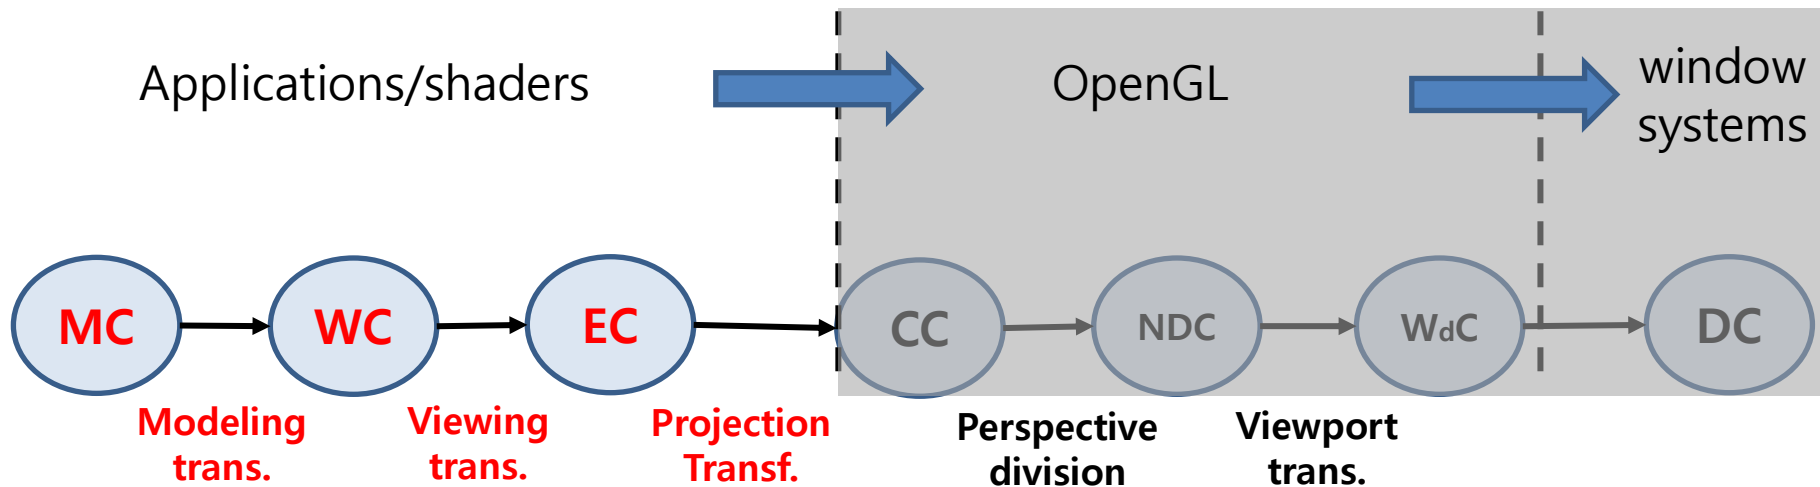 Applications/shaders
OpenGL
window
systems
MC
WC
EC
CC
NDC
WdC
DC
Modeling
trans.
Viewing
trans.
Projection
Transf.
Perspective
division
Viewport
trans.